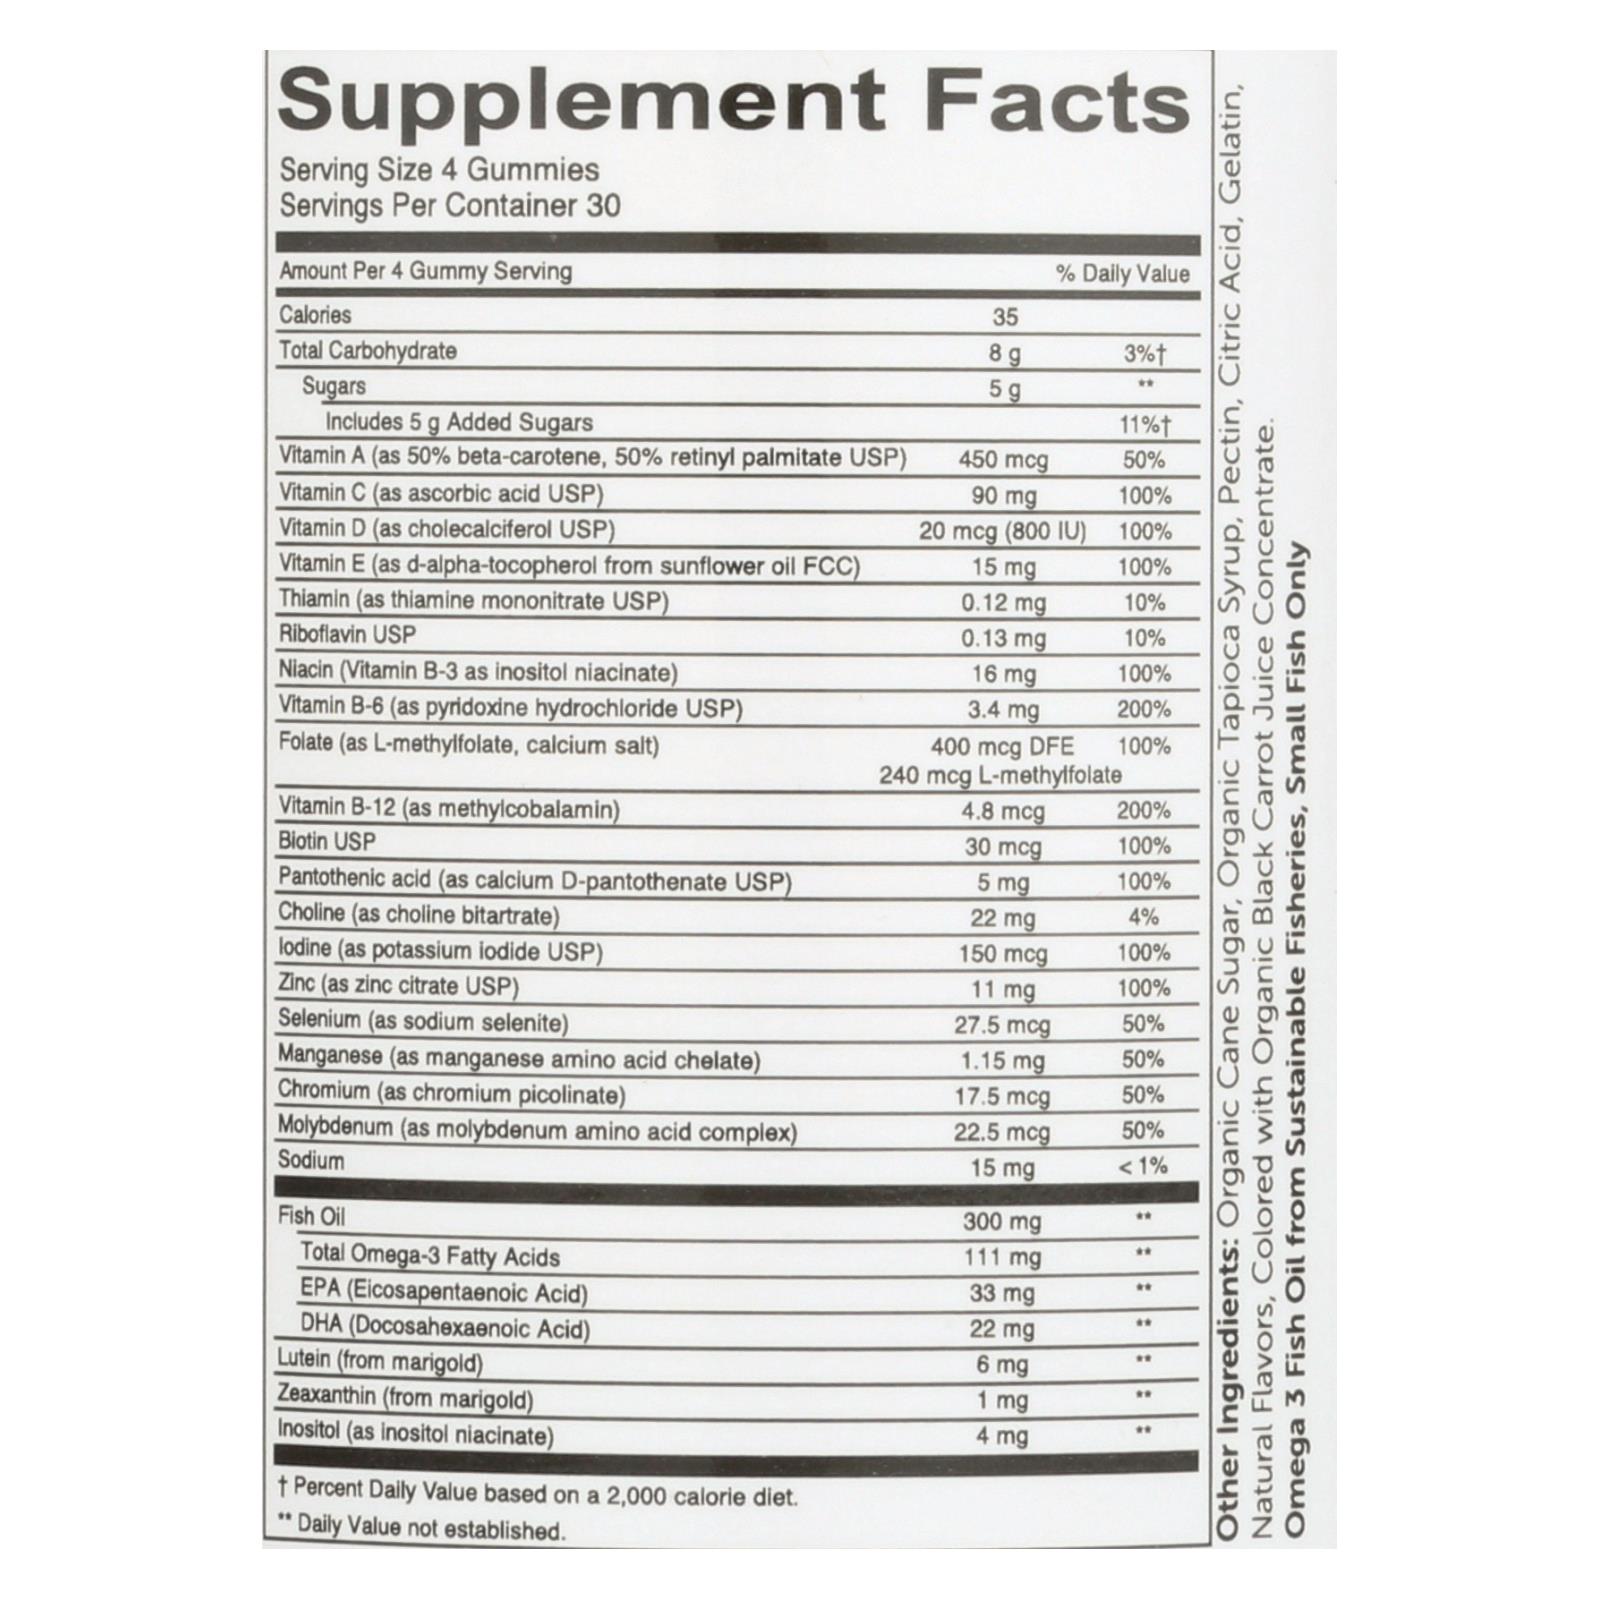 Supplement Facts
Serving Size 4 Gummies
Servings Per Container 30
Amount Per 4 Gummy Serving % Daily Value
Calories 35
Total Carbohydrate 8 g 3%†
Sugars 5 g **
Includes 5 g Added Sugars 11%†
Vitamin A (as 50% beta-carotene, 50% retinyl palmitate USP) 450 mcg 50%
Vitamin C (as ascorbic acid USP) 90 mg 100%
Vitamin D (as cholecalciferol USP) 20 mcg (800 IU) 100%
Vitamin E (as d-alpha-tocopherol from sunflower oil FCC) 15 mg 100%
Thiamin (as thiamine mononitrate USP) 0.12 mg 10%
Riboflavin USP 0.13 mg 10%
Niacin (Vitamin B-3 as inositol niacinate) 16 mg 100%
Vitamin B-6 (as pyridoxine hydrochloride USP) 3.4 mg 200%
Folate (as L-methylfolate, calcium salt) 400 mcg DFE 100%
240 mcg L-methylfolate
Vitamin B-12 (as methylcobalamin) 4.8 mcg 200%
Biotin USP 30 mcg 100%
Pantothenic acid (as calcium D-pantothenate USP) 5 mg 100%
Choline (as choline bitartrate) 22 mg 4%
Iodine (as potassium iodide USP) 150 mcg 100%
Zinc (as zinc citrate USP) 11 mg 100%
Selenium (as sodium selenite) 27.5 mcg 50%
Manganese (as manganese amino acid chelate) 1.15 mg 50%
Chromium (as chromium picolinate) 17.5 mcg 50%
Molybdenum (as molybdenum amino acid complex) 22.5 mcg 50%
Sodium 15 mg < 1%
Fish Oil 300 mg **
Total Omega-3 Fatty Acids 111 mg **
EPA (Eicosapentaenoic Acid) 33 mg **
DHA (Docosahexaenoic Acid) 22 mg **
Lutein (from marigold) 6 mg **
Zeaxanthin (from marigold) 1 mg **
Inositol (as inositol niacinate) 4 mg **
† Percent Daily Value based on a 2,000 calorie diet.
** Daily Value not established.
Other Ingredients: Organic Cane Sugar, Organic Tapioca Syrup, Pectin, Citric Acid, Gelatin,
Natural Flavors, Colored with Organic Black Carrot Juice Concentrate.
Omega 3 Fish Oil from Sustainable Fisheries, Small Fish Only